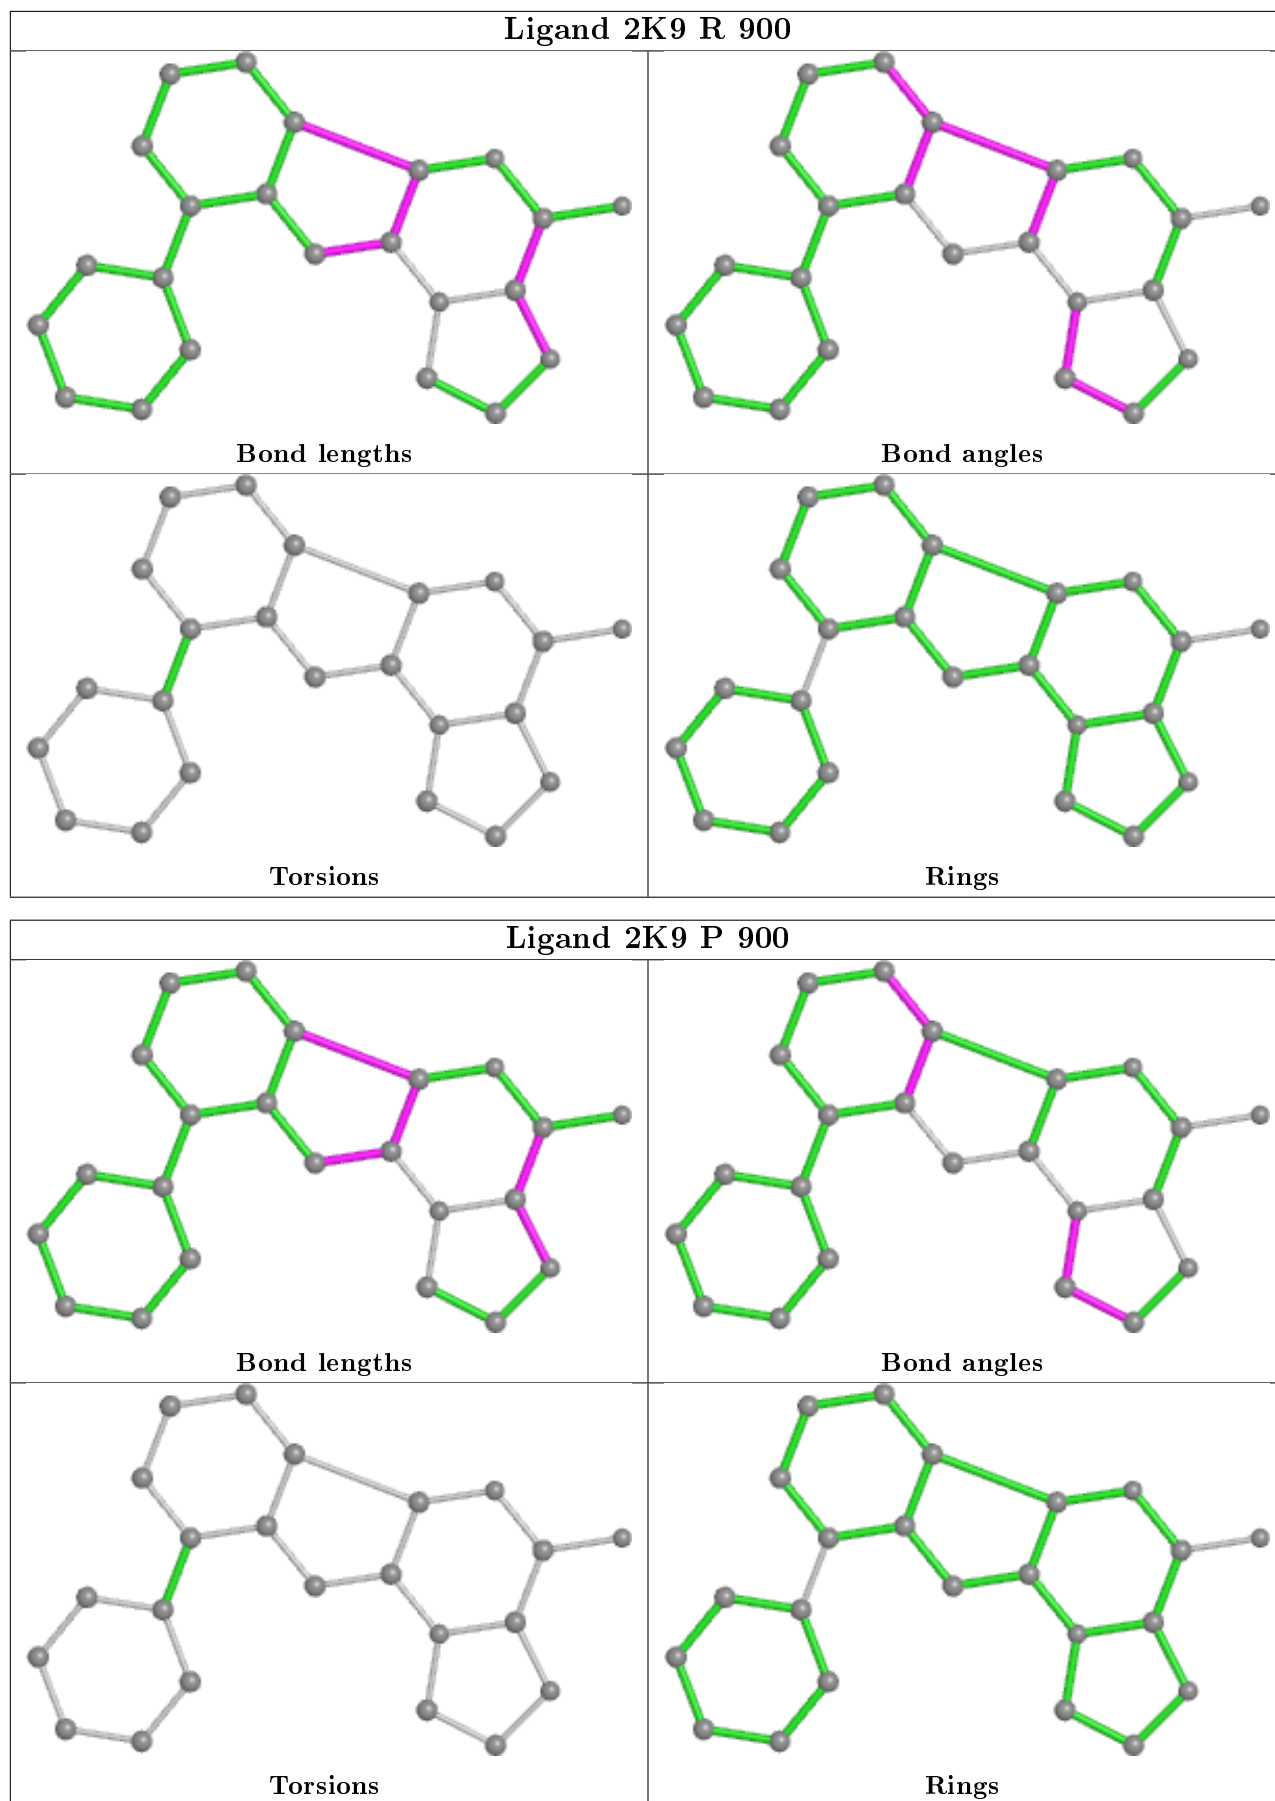 Ligand 2K9 R 900
Bond lengths
Bond angles
Torsions
Rings
Ligand 2K9 P 900
Bond lengths
Bond angles
Torsions
Rings